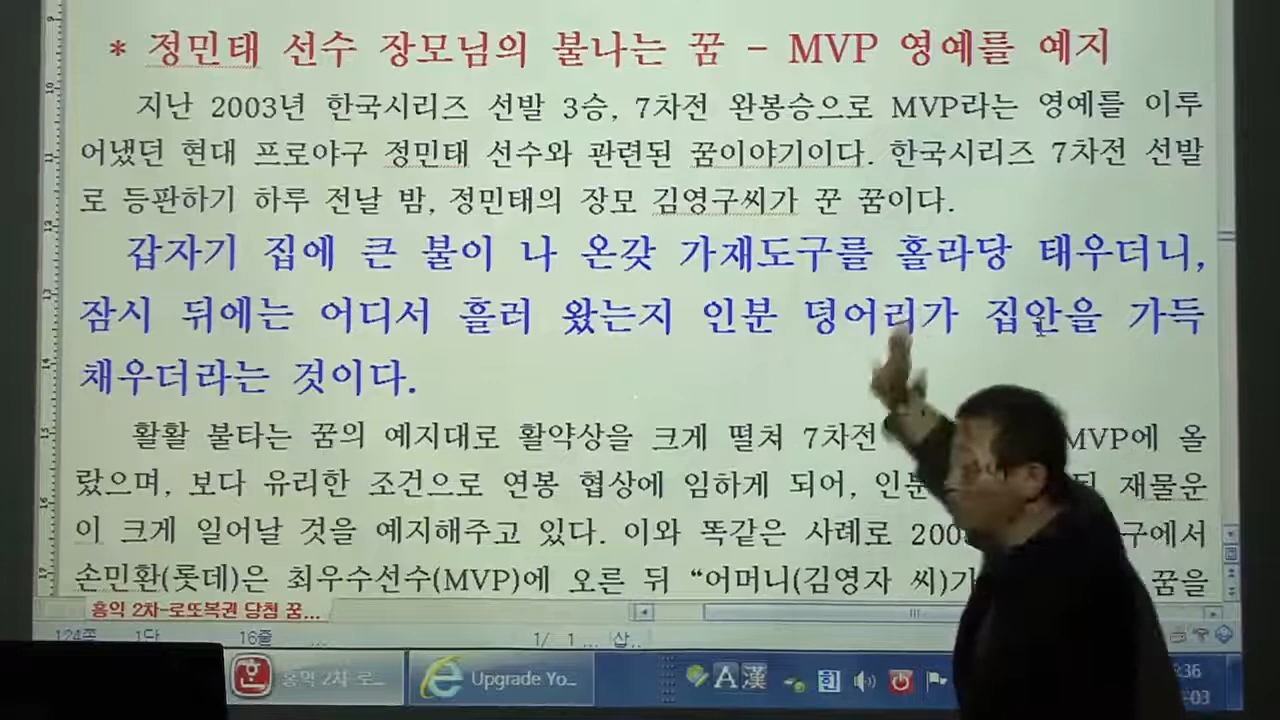 * 정민태 선수 장모님의 불나는 꿈 - MVP 영예를 예지
지난 2003년 한국시리즈 선발 3승, 7차전 완봉승으로 MVP라는 영예를 이루
어냈던 현대 프로야구 정민태 선수와 관련된 꿈이야기이다. 한국시리즈 7차전 선발
로 등판하기 하루 전날 밤, 정민태의 장모 김영구씨가 꾼 꿈이다.
갑자기 집에 큰 불이 나 온갖 가재도구를 홀라당 태우더니,
잠시 뒤에는 어디서 흘러 왔는지 인분 덩어리가 집안을 가득
채우더라는 것이다.
활활 불타는 꿈의 예지대로 활약상을 크게 떨쳐 7차전 MVP에 올
랐으며, 보다 유리한 조건으로 연봉 협상에 임하게 되어, 인분 재물운
이 크게 일어날 것을 예지해주고 있다. 이와 똑같은 사례로 200 구에서
손민환(롯데)은 최우수선수(MVP)에 오른 뒤 “어머니(김영자 씨)가 꿈을
홍익 2차-로또복권 당첨 꿈...
124쪽 1단 16줄 ... 1/ 1 ... 삽..
홍익 2차 로... Upgrade Yo... A 漢 한 :36
-03